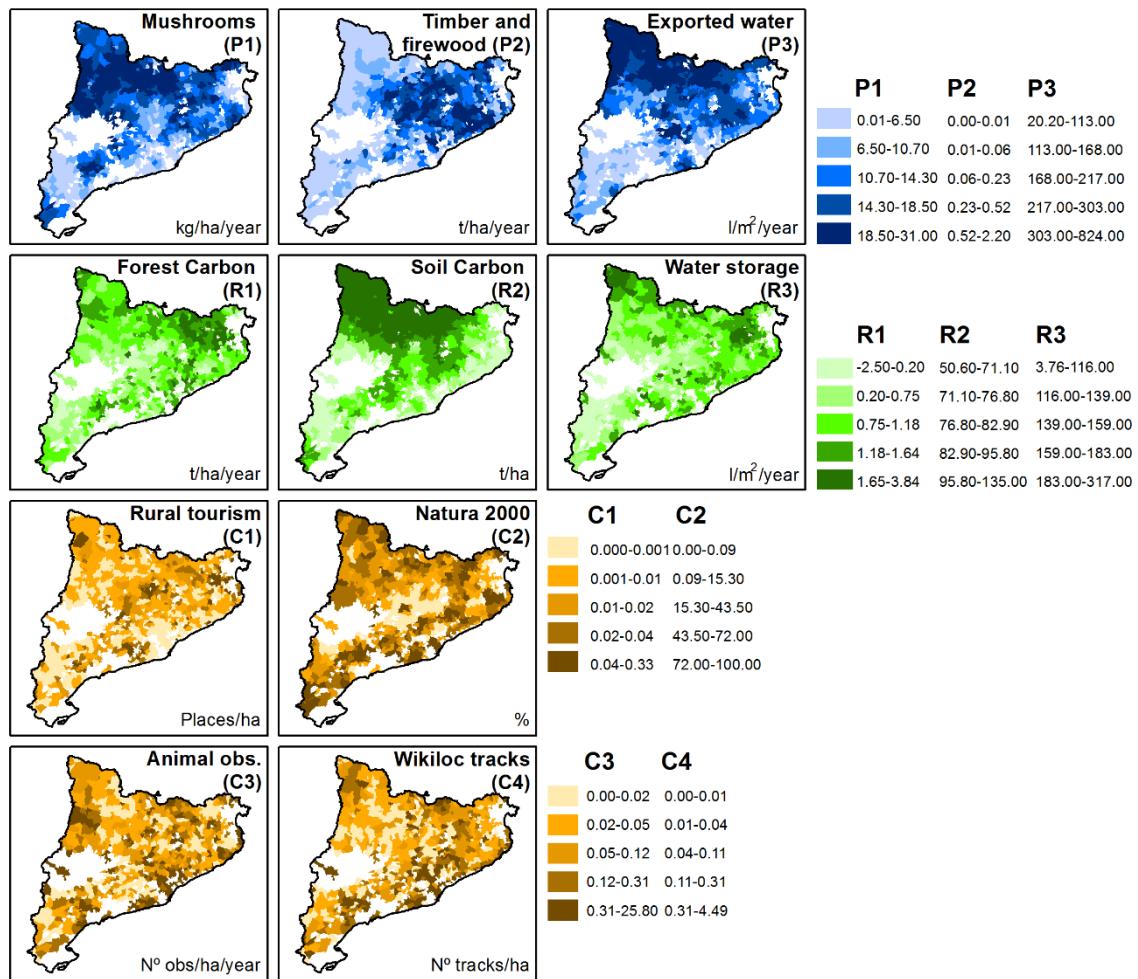 Mushrooms
(P1)
kg/ha/year
Timber and
firewood (P2)
t/ha/year
Exported water
(P3)
l/m²/year
P1 P2 P3
0.01-6.50 0.00-0.01 20.20-113.00
6.50-10.70 0.01-0.06 113.00-168.00
10.70-14.30 0.06-0.23 168.00-217.00
14.30-18.50 0.23-0.52 217.00-303.00
18.50-31.00 0.52-2.20 303.00-824.00
Forest Carbon
(R1)
t/ha/year
Soil Carbon
(R2)
t/ha
Water storage
(R3)
l/m²/year
R1 R2 R3
-2.50-0.20 50.60-71.10 3.76-116.00
0.20-0.75 71.10-76.80 116.00-139.00
0.75-1.18 76.80-82.90 139.00-159.00
1.18-1.64 82.90-95.80 159.00-183.00
1.65-3.84 95.80-135.00 183.00-317.00
Rural tourism
(C1)
Places/ha
Natura 2000
(C2)
%
C1 C2
0.000-0.001 0.00-0.09
0.001-0.01 0.09-15.30
0.01-0.02 15.30-43.50
0.02-0.04 43.50-72.00
0.04-0.33 72.00-100.00
Animal obs.
(C3)
Nº obs/ha/year
Wikiloc tracks
(C4)
Nº tracks/ha
C3 C4
0.00-0.02 0.00-0.01
0.02-0.05 0.01-0.04
0.05-0.12 0.04-0.11
0.12-0.31 0.11-0.31
0.31-25.80 0.31-4.49